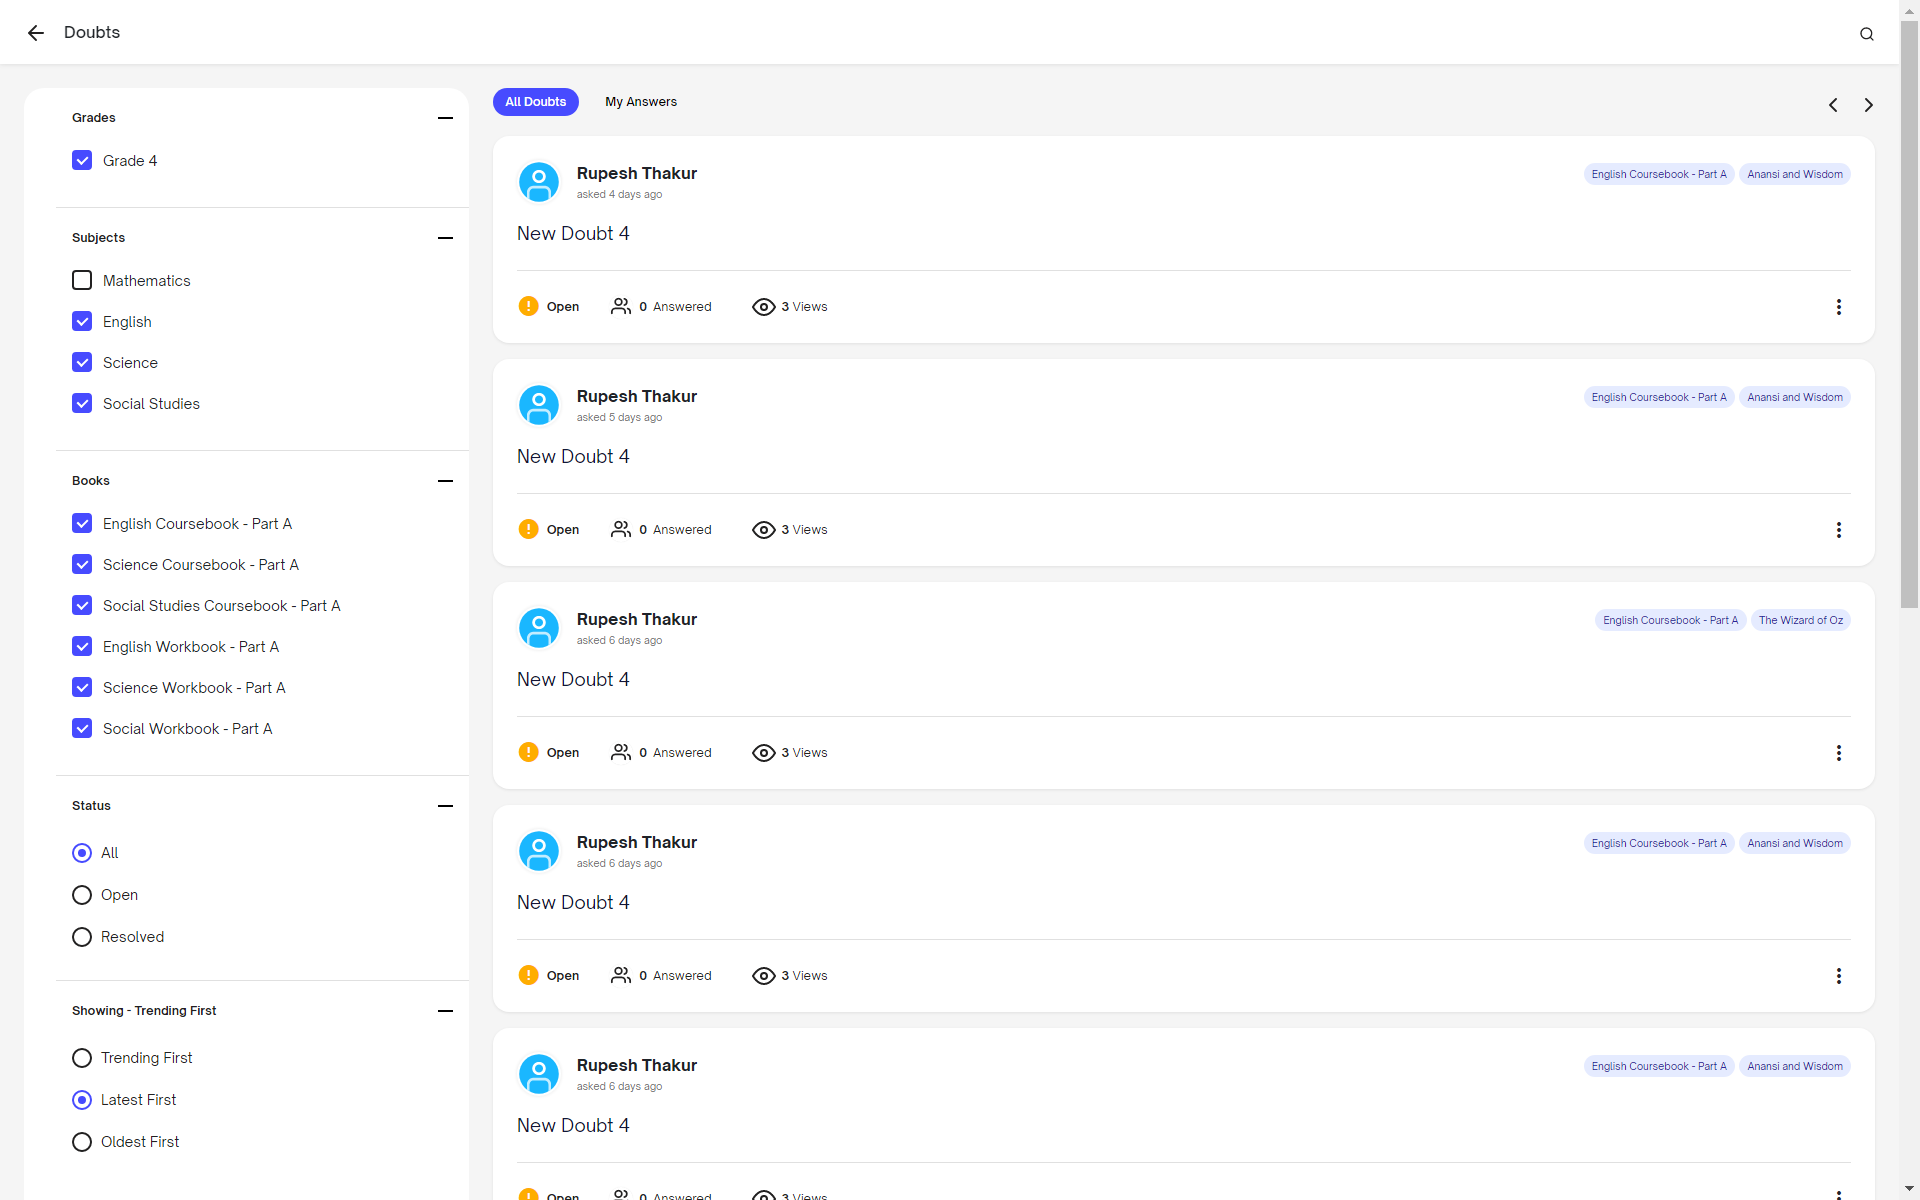 Doubts
Grades
Grade 4
Subjects
Mathematics
English
Science
Social Studies
Books
English Coursebook - Part A
Science Coursebook - Part A
Social Studies Coursebook - Part A
English Workbook - Part A
Science Workbook - Part A
Social Workbook - Part A
Status
All
Open
Resolved
Showing - Trending First
Trending First
Latest First
Oldest First
All Doubts My Answers
Rupesh Thakur English Coursebook - Part A Anansi and Wisdom
asked 4 days ago
New Doubt 4
Open 0 Answered 3 Views
Rupesh Thakur English Coursebook - Part A Anansi and Wisdom
asked 5 days ago
New Doubt 4
Open 0 Answered 3 Views
Rupesh Thakur English Coursebook - Part A The Wizard of Oz
asked 6 days ago
New Doubt 4
Open 0 Answered 3 Views
Rupesh Thakur English Coursebook - Part A Anansi and Wisdom
asked 6 days ago
New Doubt 4
Open 0 Answered 3 Views
Rupesh Thakur English Coursebook - Part A Anansi and Wisdom
asked 6 days ago
New Doubt 4
Open 0 Answered 3 Views